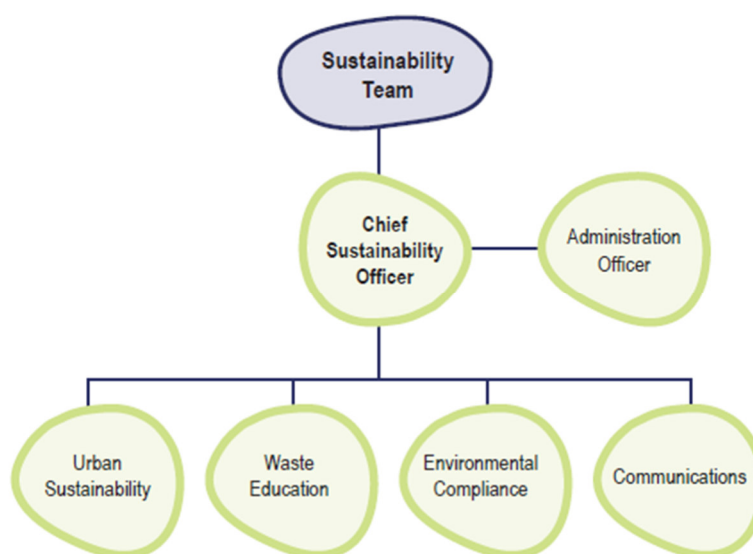 Sustainability
Team
Chief
Sustainability
Officer
Administration
Officer
Urban
Sustainability
Waste
Education
Environmental
Compliance
Communications